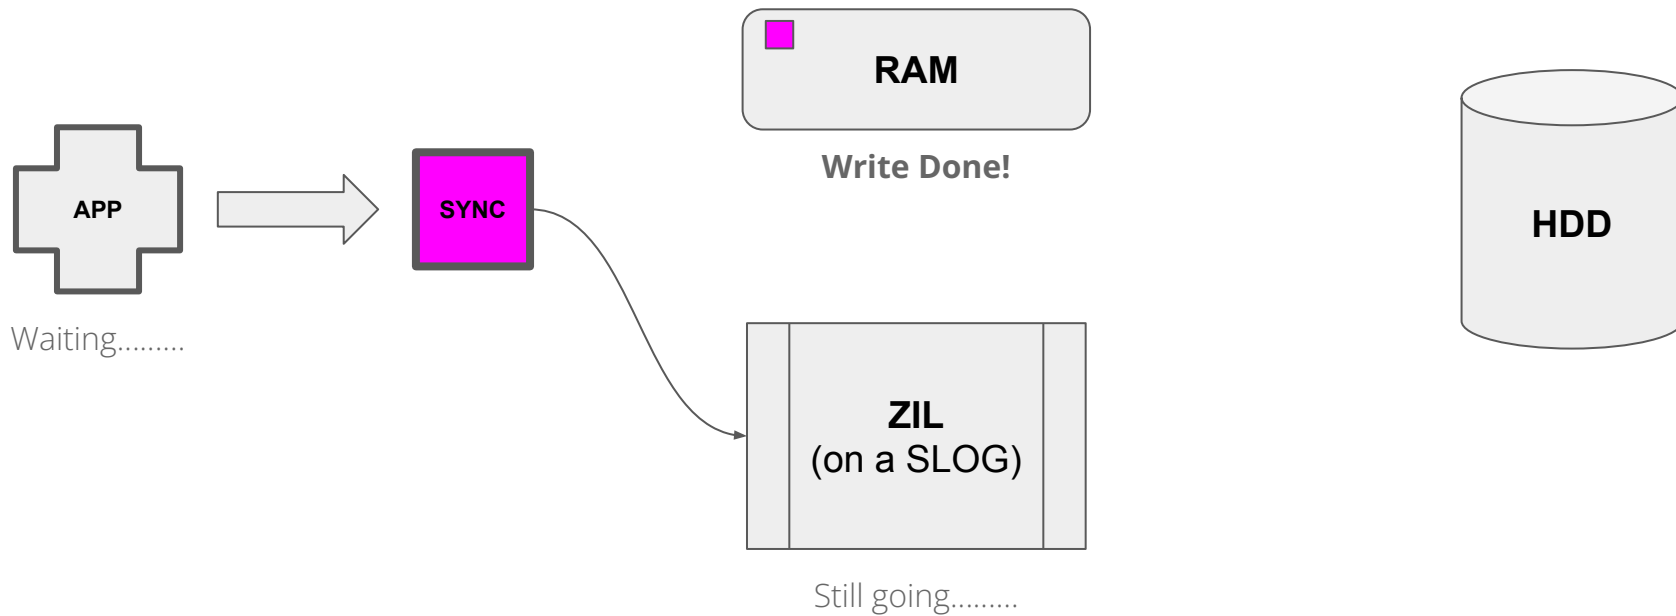 RAM
Write Done!
APP
SYNC
HDD
Waiting.........
ZIL
(on a SLOG)
Still going.........